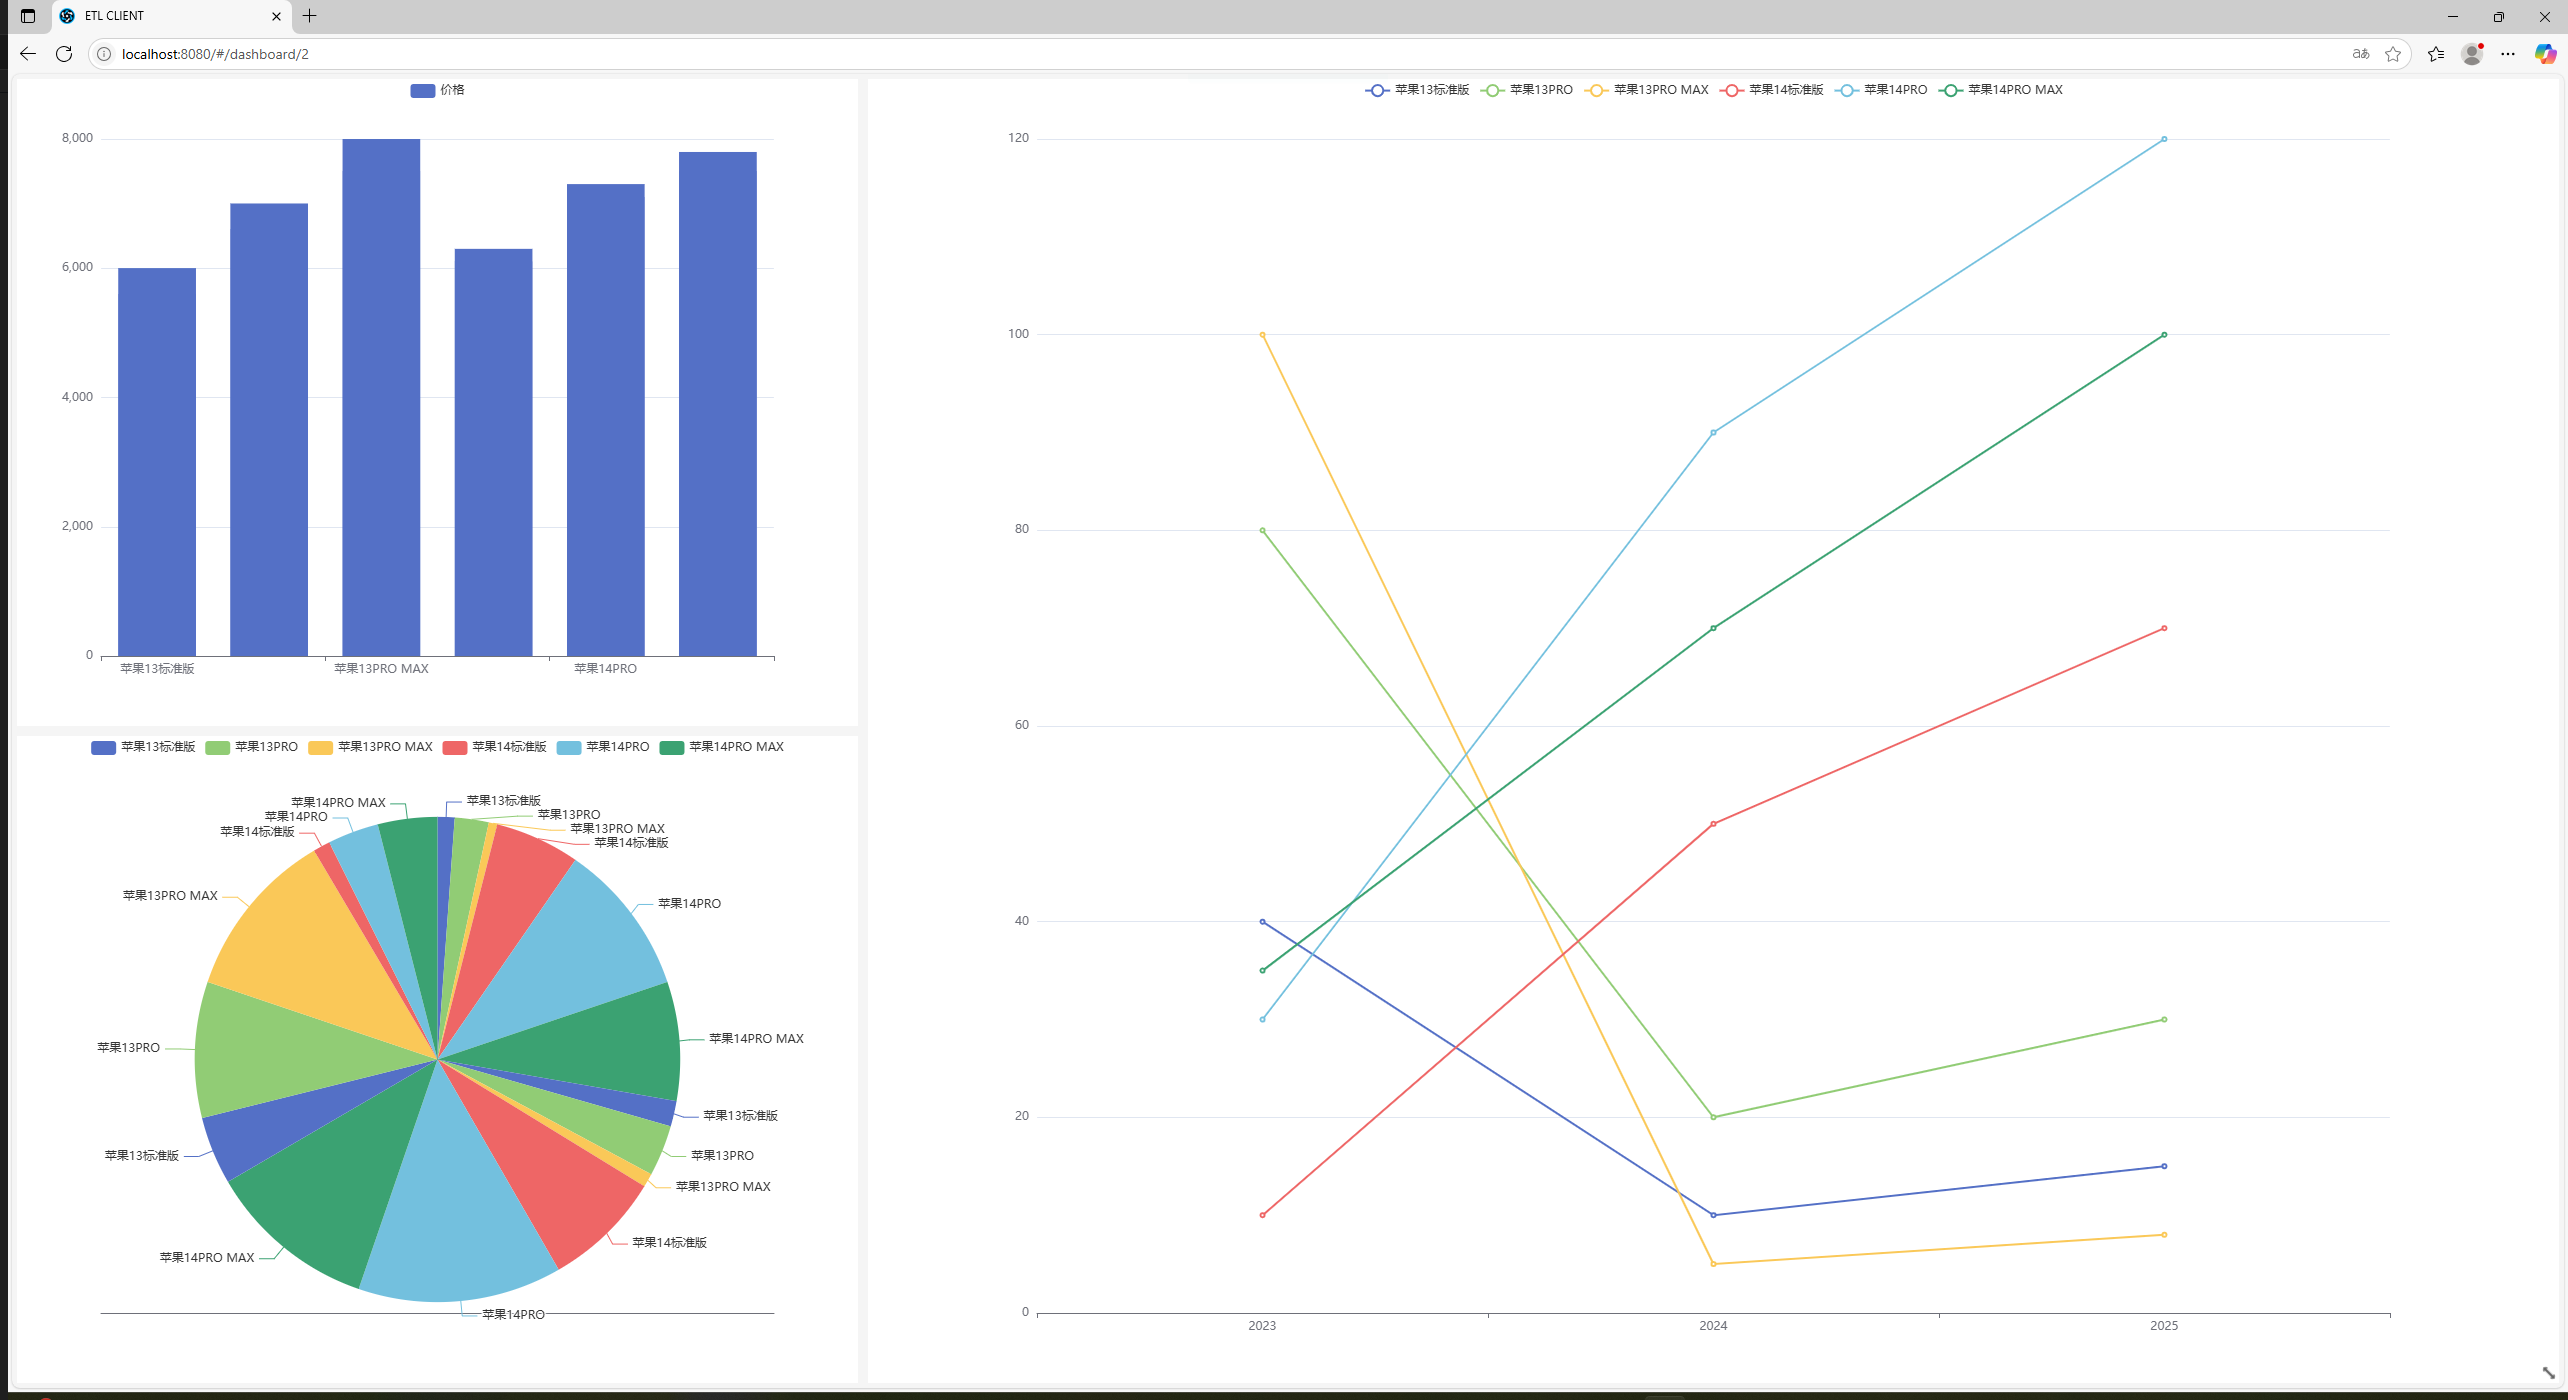 ETL CLIENT
localhost:8080/#/dashboard/2
aあ
价格
8,000
6,000
4,000
2,000
0
苹果13标准版 苹果13PRO MAX 苹果14PRO
苹果13标准版 苹果13PRO 苹果13PRO MAX 苹果14标准版 苹果14PRO 苹果14PRO MAX
苹果14PRO MAX
苹果14PRO
苹果14标准版
苹果13PRO MAX
苹果13PRO
苹果13标准版
苹果14PRO MAX
苹果13标准版
苹果13PRO
苹果13PRO MAX
苹果14标准版
苹果14PRO
苹果14PRO MAX
苹果13标准版
苹果13PRO
苹果13PRO MAX
苹果14标准版
苹果14PRO
苹果13标准版 苹果13PRO 苹果13PRO MAX 苹果14标准版 苹果14PRO 苹果14PRO MAX
120
100
80
60
40
20
0
2023 2024 2025